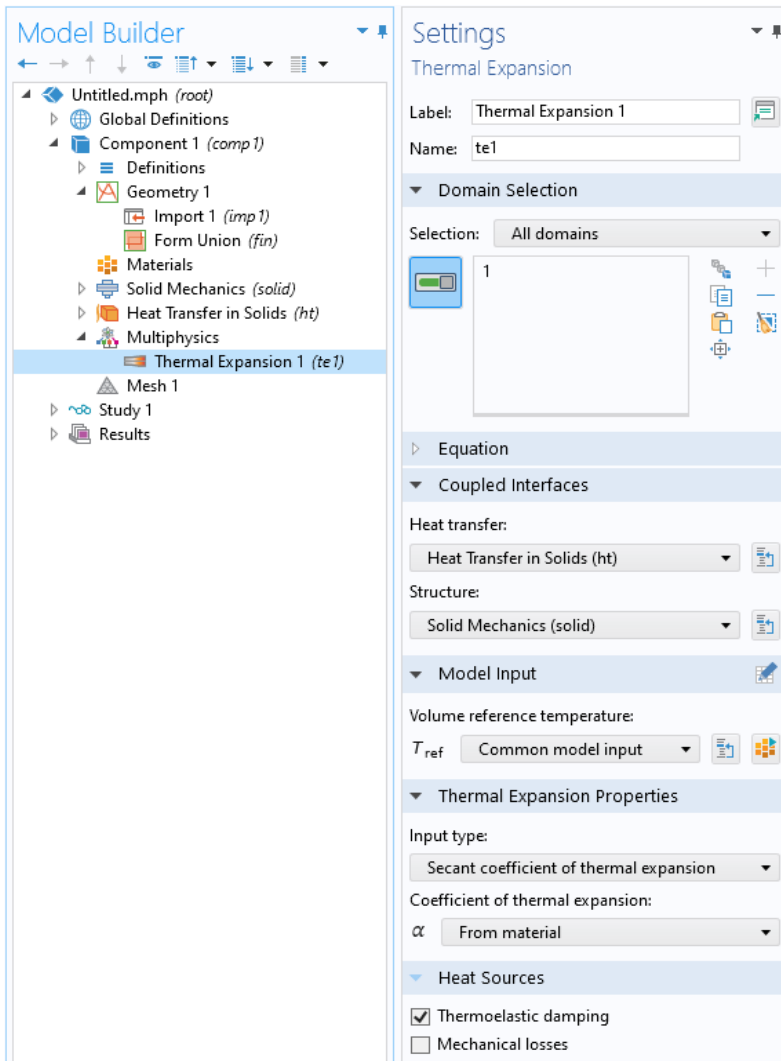 Model Builder
Untitled.mph (root)
Global Definitions
Component 1 (comp1)
Definitions
Geometry 1
Import 1 (imp1)
Form Union (fin)
Materials
Solid Mechanics (solid)
Heat Transfer in Solids (ht)
Multiphysics
Thermal Expansion 1 (te1)
Mesh 1
Study 1
Results
Settings
Thermal Expansion
Label: Thermal Expansion 1
Name: te1
Domain Selection
Selection: All domains
1
Equation
Coupled Interfaces
Heat transfer:
Heat Transfer in Solids (ht)
Structure:
Solid Mechanics (solid)
Model Input
Volume reference temperature:
Tref Common model input
Thermal Expansion Properties
Input type:
Secant coefficient of thermal expansion
Coefficient of thermal expansion:
α From material
Heat Sources
Thermoelastic damping
Mechanical losses